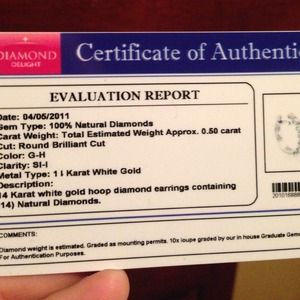 DIAMOND
DELIGHT
Certificate of Authenti
EVALUATION REPORT
Date: 04/05/2011
Gem Type: 100% Natural Diamonds
Carat Weight: Total Estimated Weight Approx. 0.50 carat
Cut: Round Brilliant Cut
Color: G-H
Clarity: SI-I
Metal Type: 14 Karat White Gold
Description:
14 Karat white gold hoop diamond earrings containing
(14) Natural Diamonds.
COMMENTS:
Diamond weight is estimated. Graded as mounting permits. 10x loupe graded by our in house Graduate Gem
For Authentication Purposes.